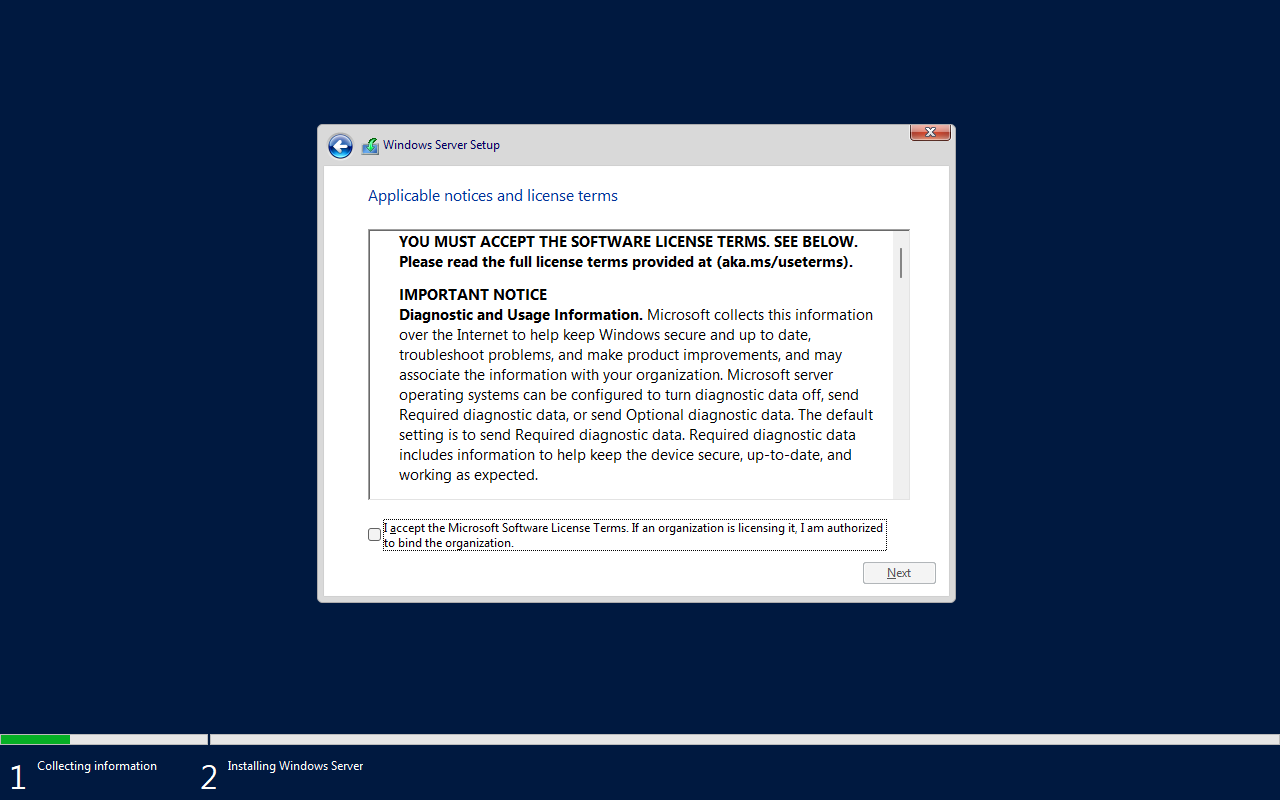 Windows Server Setup
Applicable notices and license terms
YOU MUST ACCEPT THE SOFTWARE LICENSE TERMS. SEE BELOW.
Please read the full license terms provided at (aka.ms/useterms).
IMPORTANT NOTICE
Diagnostic and Usage Information. Microsoft collects this information
over the Internet to help keep Windows secure and up to date,
troubleshoot problems, and make product improvements, and may
associate the information with your organization. Microsoft server
operating systems can be configured to turn diagnostic data off, send
Required diagnostic data, or send Optional diagnostic data. The default
setting is to send Required diagnostic data. Required diagnostic data
includes information to help keep the device secure, up-to-date, and
working as expected.
I accept the Microsoft Software License Terms. If an organization is licensing it, I am authorized
to bind the organization.
Next
1 Collecting information
2 Installing Windows Server